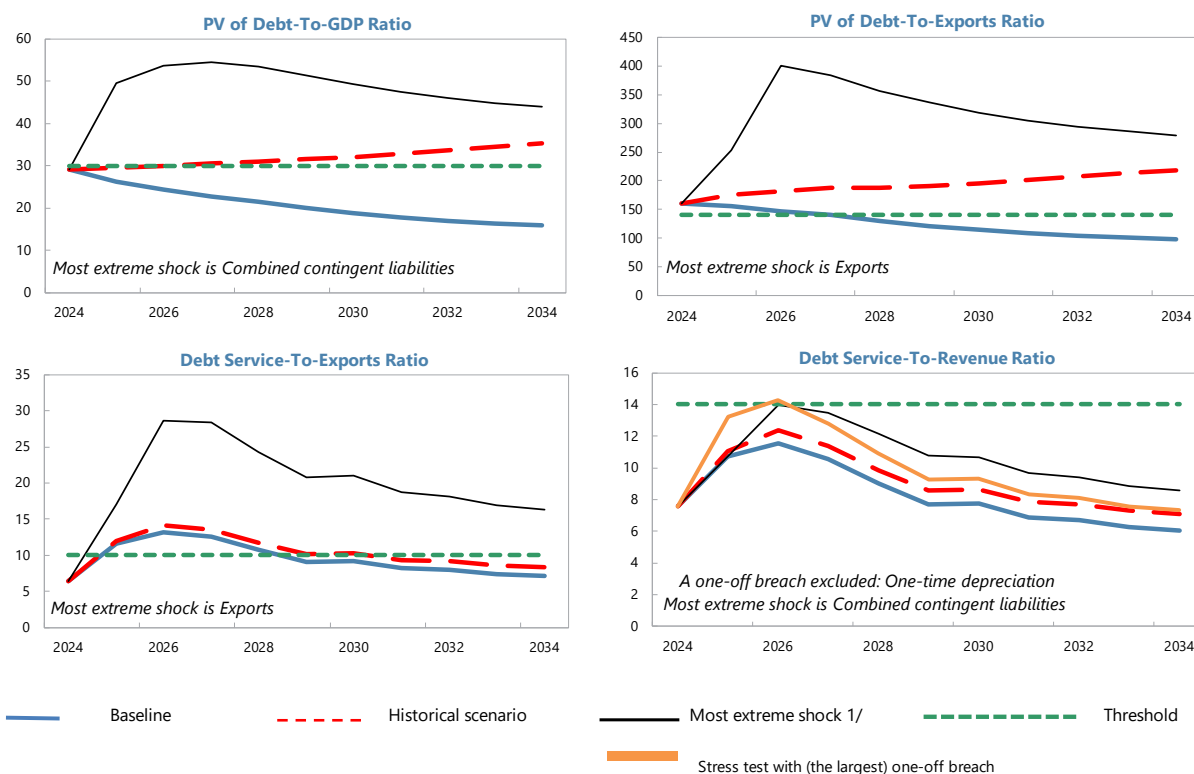 PV of Debt-To-GDP Ratio
60
50
40
30
20
10
0
Most extreme shock is Combined contingent liabilities
2024 2026 2028 2030 2032 2034
PV of Debt-To-Exports Ratio
450
400
350
300
250
200
150
100
50
0
Most extreme shock is Exports
2024 2026 2028 2030 2032 2034
Debt Service-To-Exports Ratio
35
30
25
20
15
10
5
0
Most extreme shock is Exports
2024 2026 2028 2030 2032 2034
Debt Service-To-Revenue Ratio
16
14
12
10
8
6
4
2
0
A one-off breach excluded: One-time depreciation
Most extreme shock is Combined contingent liabilities
2024 2026 2028 2030 2032 2034
Baseline Historical scenario Most extreme shock 1/ Threshold
Stress test with (the largest) one-off breach